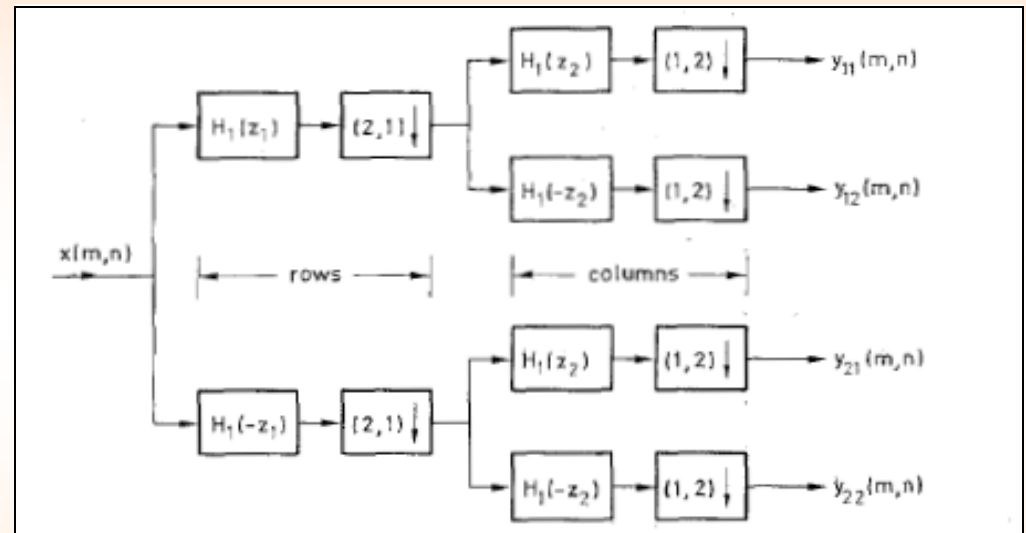 H₁(z₂) (1,2)↓ y₁₁(m,n)
H₁(z₁) (2,1)↓
H₁(-z₂) (1,2)↓ y₁₂(m,n)
x(m,n)
rows columns
H₁(z₂) (1,2)↓ y₂₁(m,n)
H₁(-z₁) (2,1)↓
H₁(-z₂) (1,2)↓ y₂₂(m,n)